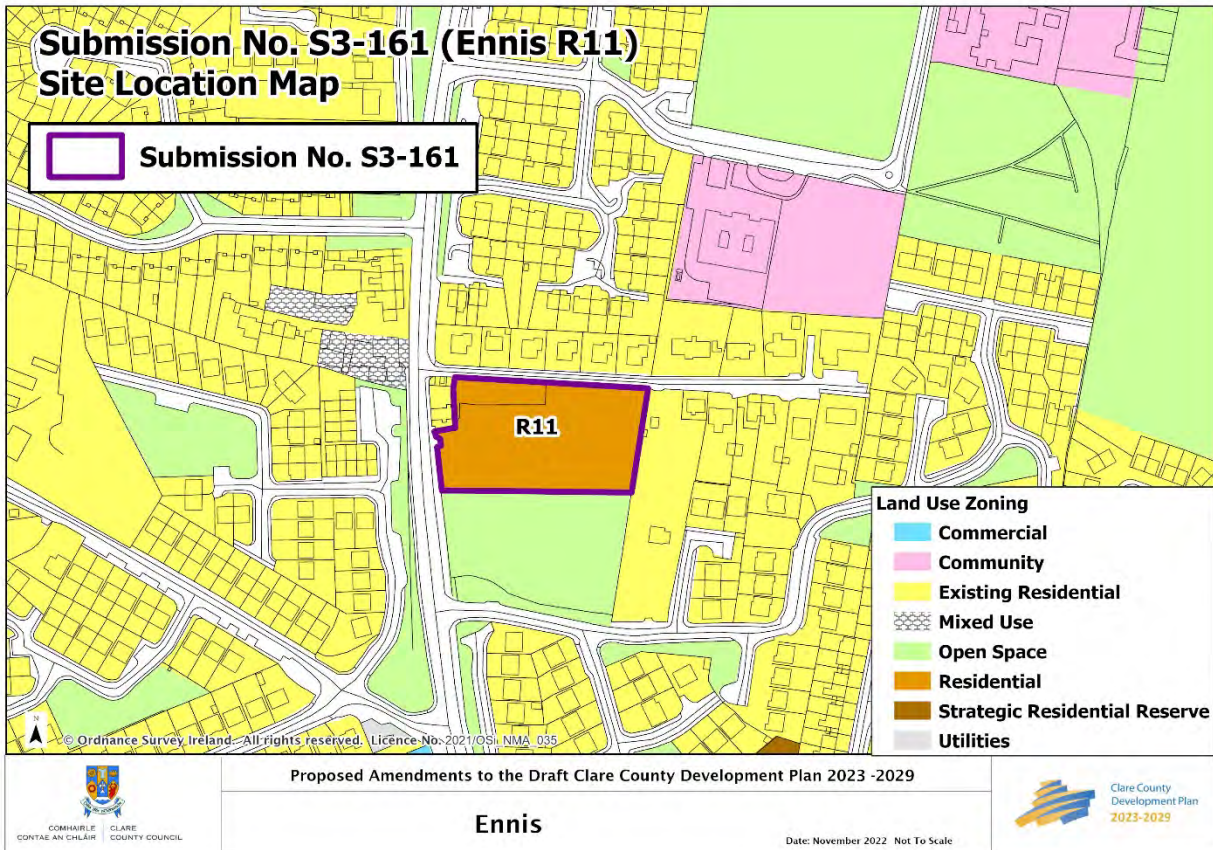 Submission No. S3-161 (Ennis R11)
Site Location Map
Submission No. S3-161
R11
Land Use Zoning
Commercial
Community
Existing Residential
Mixed Use
Open Space
Residential
Strategic Residential Reserve
Utilities
N
© Ordnance Survey Ireland. All rights reserved. Licence No. 2021/OSi_NMA_035
Proposed Amendments to the Draft Clare County Development Plan 2023 -2029
COMHAIRLE CONTAE AN CHLÁIR
CLARE COUNTY COUNCIL
Ennis
Date: November 2022 Not To Scale
Clare County
Development Plan
2023-2029